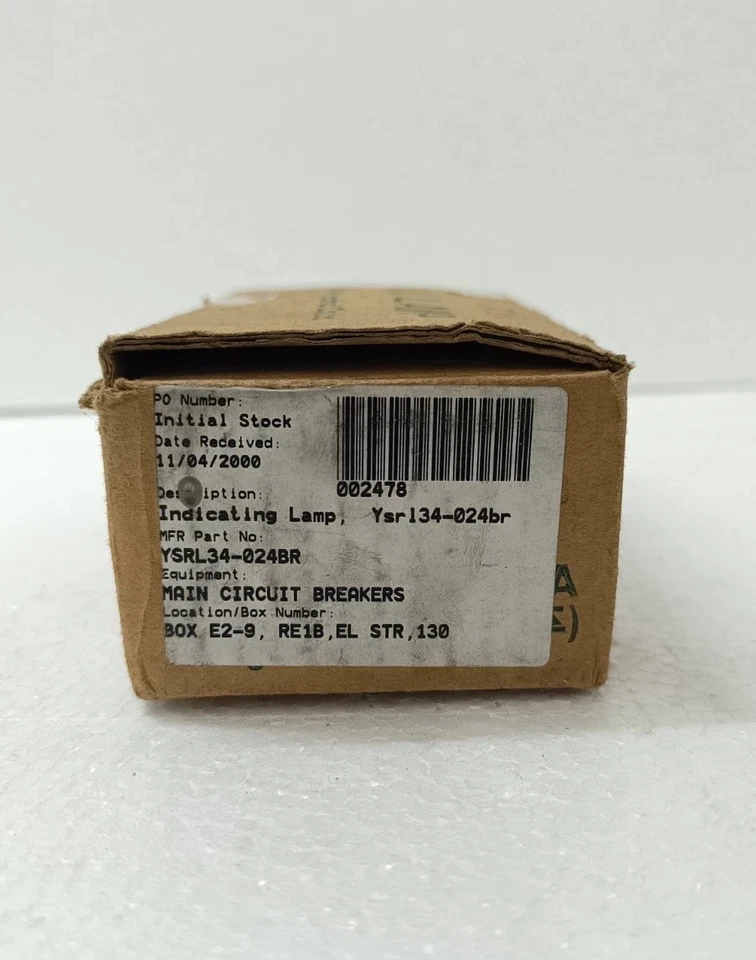 PO Number:
Initial Stock
Date Received:
11/04/2000
002478
iption:
Indicating Lamp, Ysrl34-024br
MFR Part No:
YSRL34-024BR
Equipment:
MAIN CIRCUIT BREAKERS
Location/Box Number:
BOX E2-9, RE1B,EL STR,130